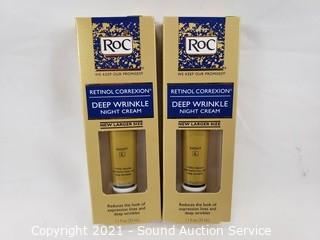 RoC
WE KEEP OUR PROMISES®
RETINOL CORREXION®
DEEP WRINKLE
NIGHT CREAM
NEW LARGER SIZE
NIGHT
Reduces the look of
expression lines and
deep wrinkles
RoC
WE KEEP OUR PROMISES®
RETINOL CORREXION®
DEEP WRINKLE
NIGHT CREAM
NEW LARGER SIZE
NIGHT
Reduces the look of
expression lines and
deep wrinkles
Copyright 2021 - Sound Auction Service